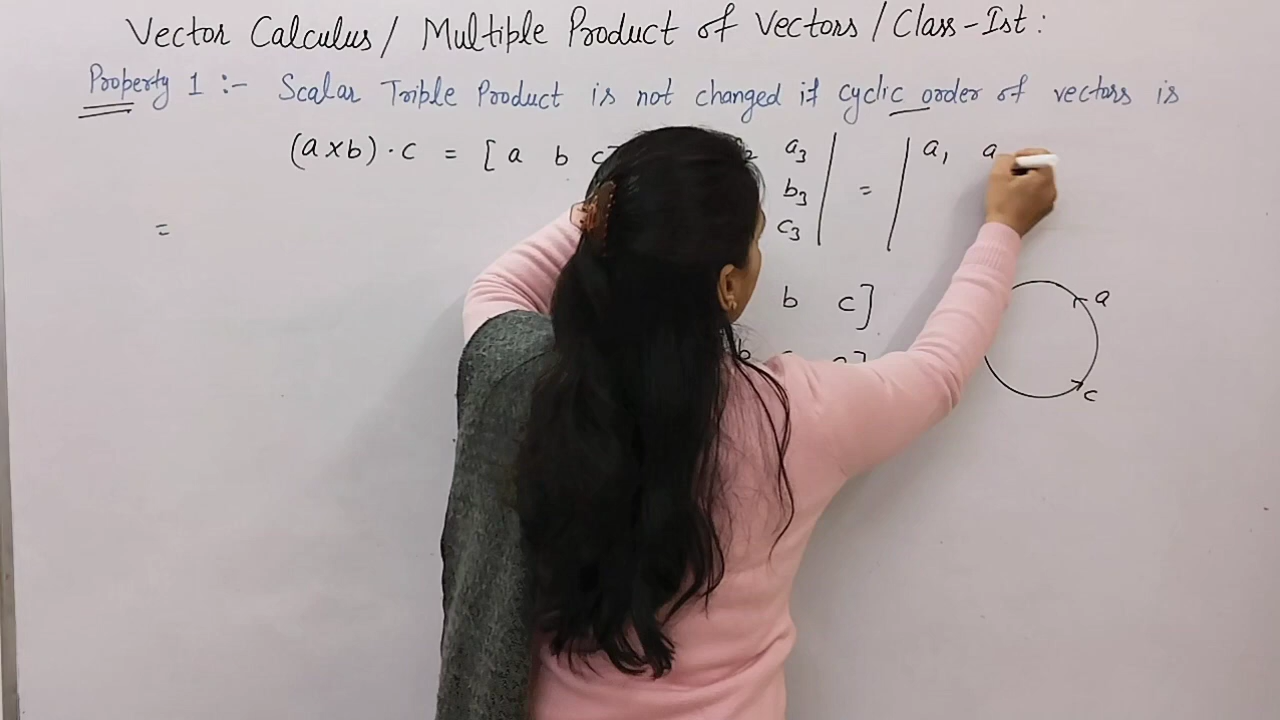 Vector Calculus / Multiple Product of Vectors / Class-Ist:
Property 1 :- Scalar Triple Product is not changed if cyclic order of vectors is
(a x b) · c = [ a b c a₃ | = | a₁ a
b₃
= c₃
b c]
a
c